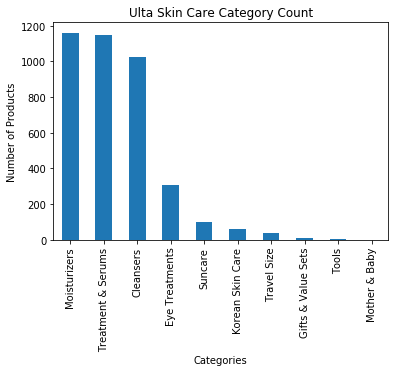 Ulta Skin Care Category Count
Number of Products
1200
1000
800
600
400
200
0
Moisturizers
Treatment & Serums
Cleansers
Eye Treatments
Suncare
Korean Skin Care
Travel Size
Gifts & Value Sets
Tools
Mother & Baby
Categories